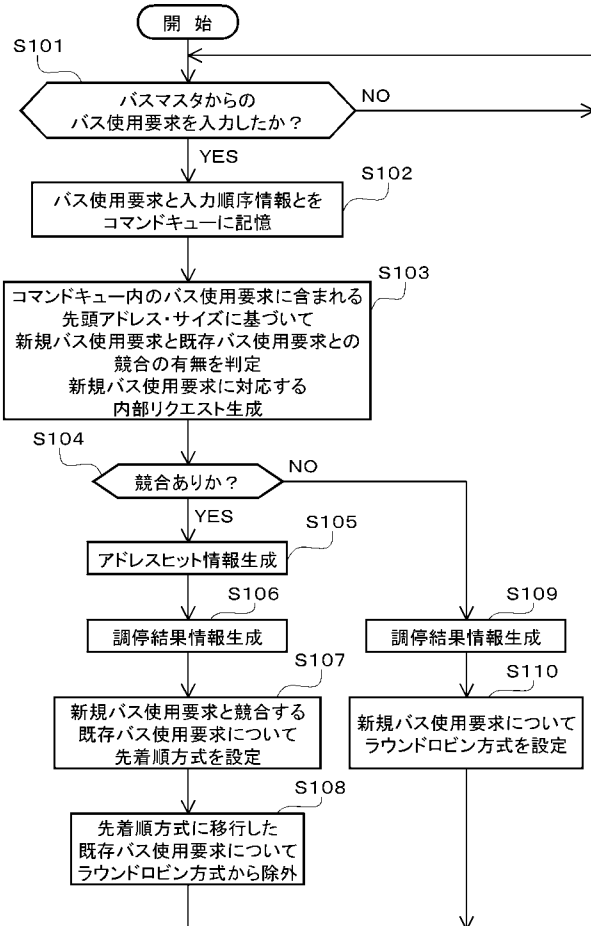 開 始
S101
バスマスタからの
バス使用要求を入力したか？
NO
YES
S102
バス使用要求と入力順序情報とを
コマンドキューに記憶
S103
コマンドキュー内のバス使用要求に含まれる
先頭アドレス・サイズに基づいて
新規バス使用要求と既存バス使用要求との
競合の有無を判定
新規バス使用要求に対応する
内部リクエスト生成
S104
競合ありか？
NO
YES
S105
アドレスヒット情報生成
S106
調停結果情報生成
S109
調停結果情報生成
S107
新規バス使用要求と競合する
既存バス使用要求について
先着順方式を設定
S110
新規バス使用要求について
ラウンドロビン方式を設定
S108
先着順方式に移行した
既存バス使用要求について
ラウンドロビン方式から除外